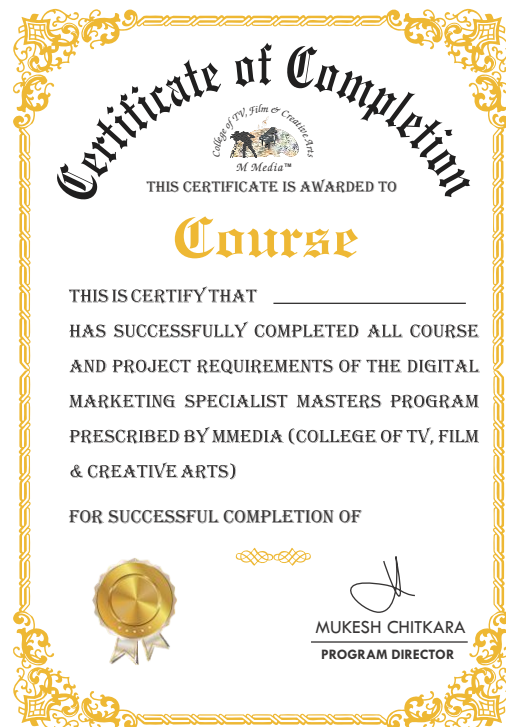 Certificate of Completion
College of TV, Film & Creative Arts
M Media™
THIS CERTIFICATE IS AWARDED TO
Course
THIS IS CERTIFY THAT
HAS SUCCESSFULLY COMPLETED ALL COURSE
AND PROJECT REQUIREMENTS OF THE DIGITAL
MARKETING SPECIALIST MASTERS PROGRAM
PRESCRIBED BY MMEDIA (COLLEGE OF TV, FILM
& CREATIVE ARTS)
FOR SUCCESSFUL COMPLETION OF
MUKESH CHITKARA
PROGRAM DIRECTOR